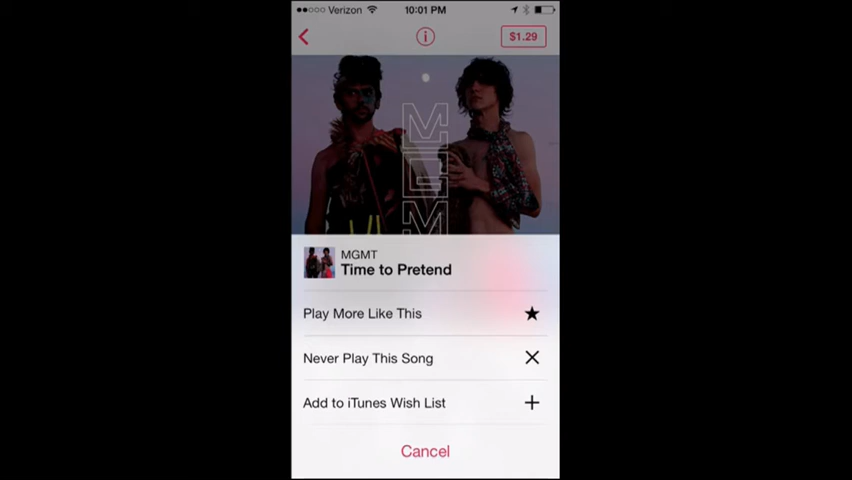 Verizon 10:01 PM
$1.29
MGM
MGMT
Time to Pretend
Play More Like This
Never Play This Song
Add to iTunes Wish List
Cancel